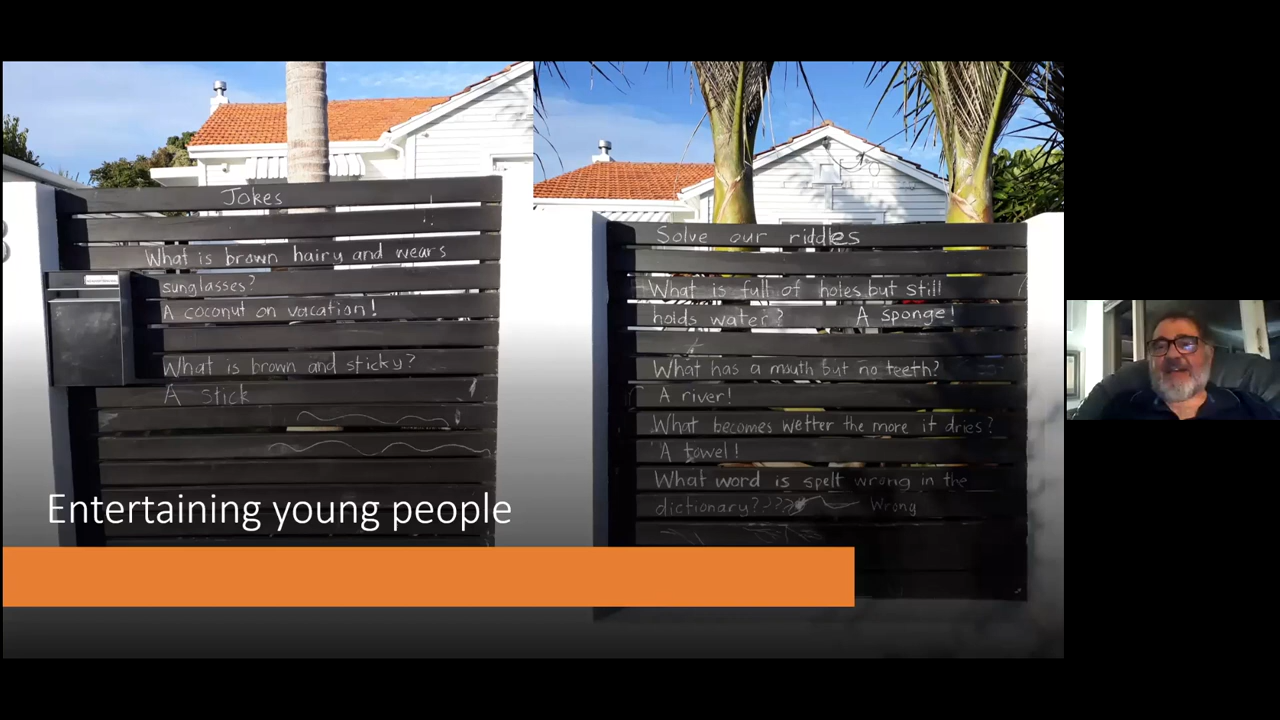 Jokes
What is brown hairy and wears
sunglasses?
A coconut on vacation!
What is brown and sticky?
A stick
Solve our riddles
What is full of holes but still
holds water? A sponge!
What has a mouth but no teeth?
A river!
What becomes wetter the more it dries?
A towel!
What word is spelt wrong in the
dictionary???? Wrong
Entertaining young people